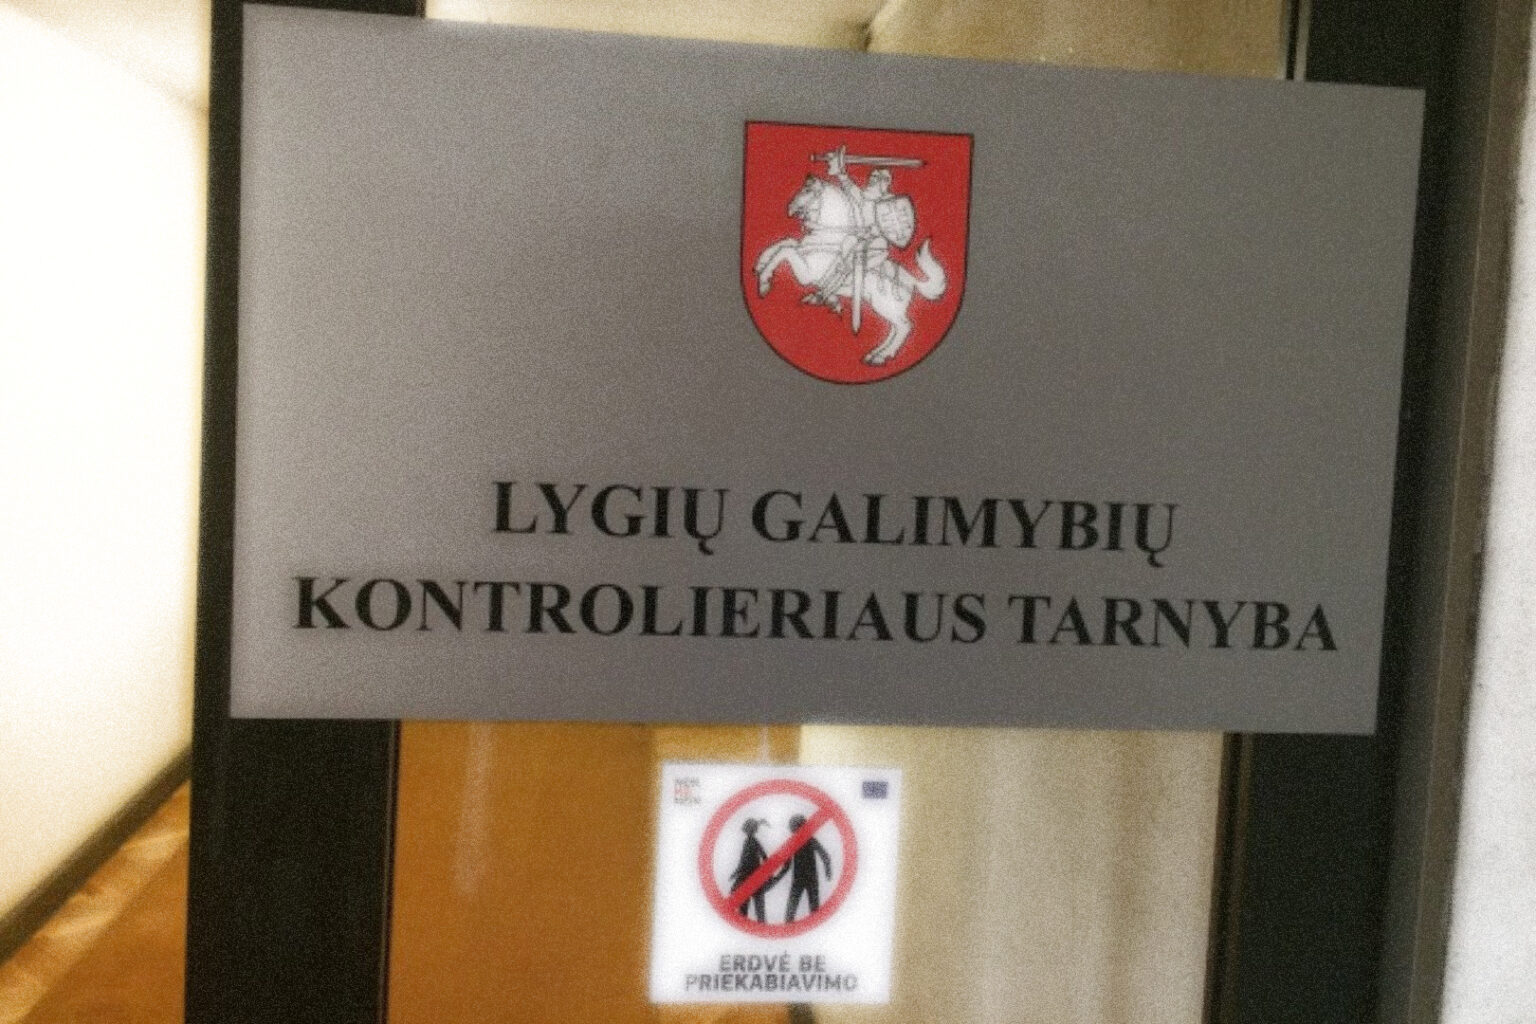 LYGIŲ GALIMYBIŲ
KONTROLIERIAUS TARNYBA
ERDVĖ BE
PRIEKABIAVIMO